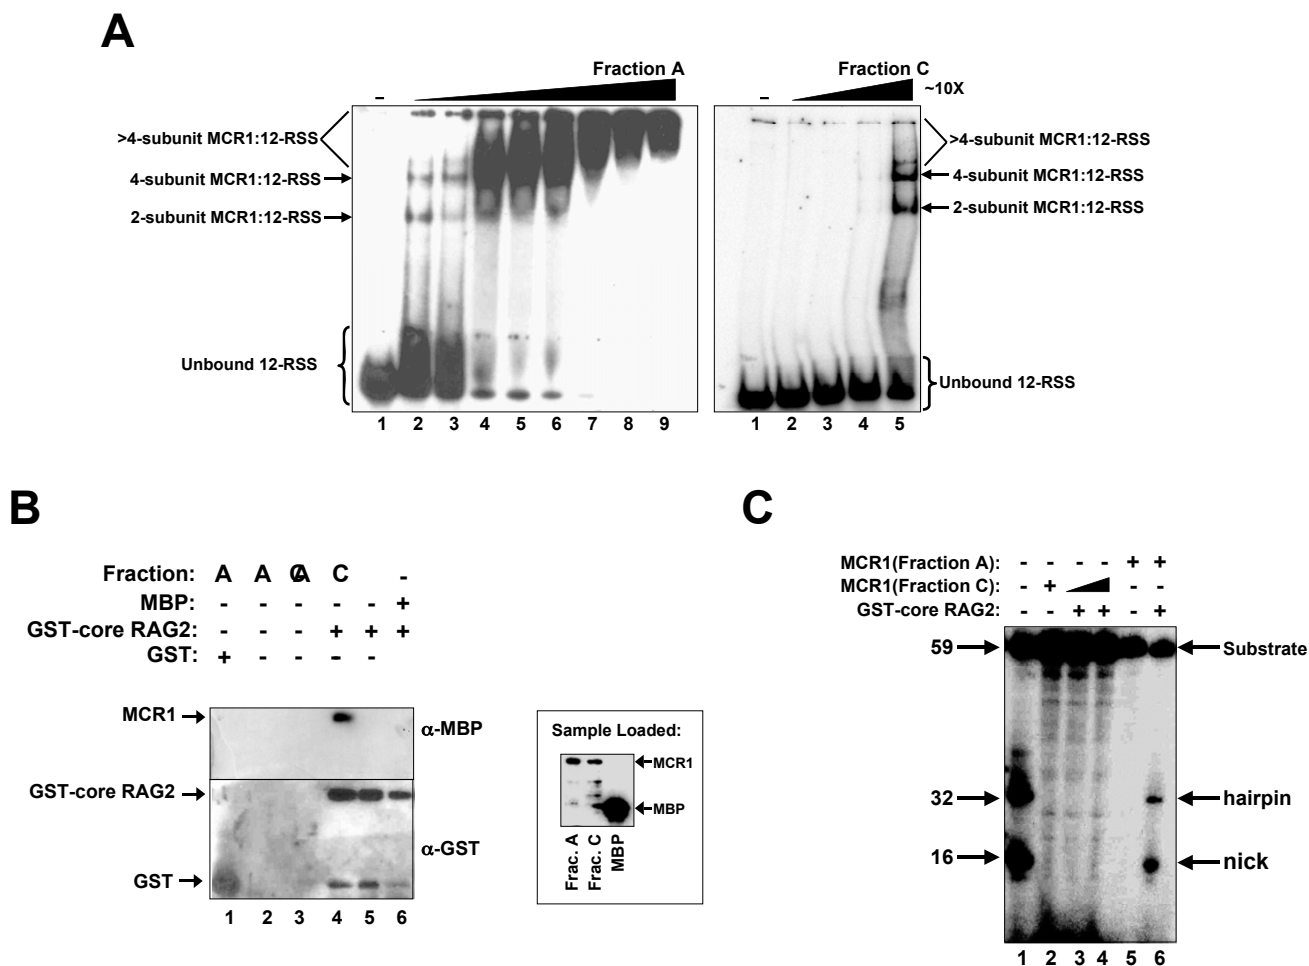 A
Fraction A
–
>4-subunit MCR1:12-RSS
4-subunit MCR1:12-RSS
2-subunit MCR1:12-RSS
Unbound 12-RSS
1 2 3 4 5 6 7 8 9
Fraction C
~10X
–
>4-subunit MCR1:12-RSS
4-subunit MCR1:12-RSS
2-subunit MCR1:12-RSS
Unbound 12-RSS
1 2 3 4 5
B
Fraction: A A C A C -
MBP: - - - - - +
GST-core RAG2: - - - + + +
GST: + - - - -
MCR1
α-MBP
GST-core RAG2
α-GST
GST
1 2 3 4 5 6
Sample Loaded:
MCR1
MBP
Frac. A
Frac. C
MBP
C
MCR1(Fraction A): - - - - + +
MCR1(Fraction C): - + - -
GST-core RAG2: - - + + - +
59
Substrate
32
hairpin
16
nick
1 2 3 4 5 6